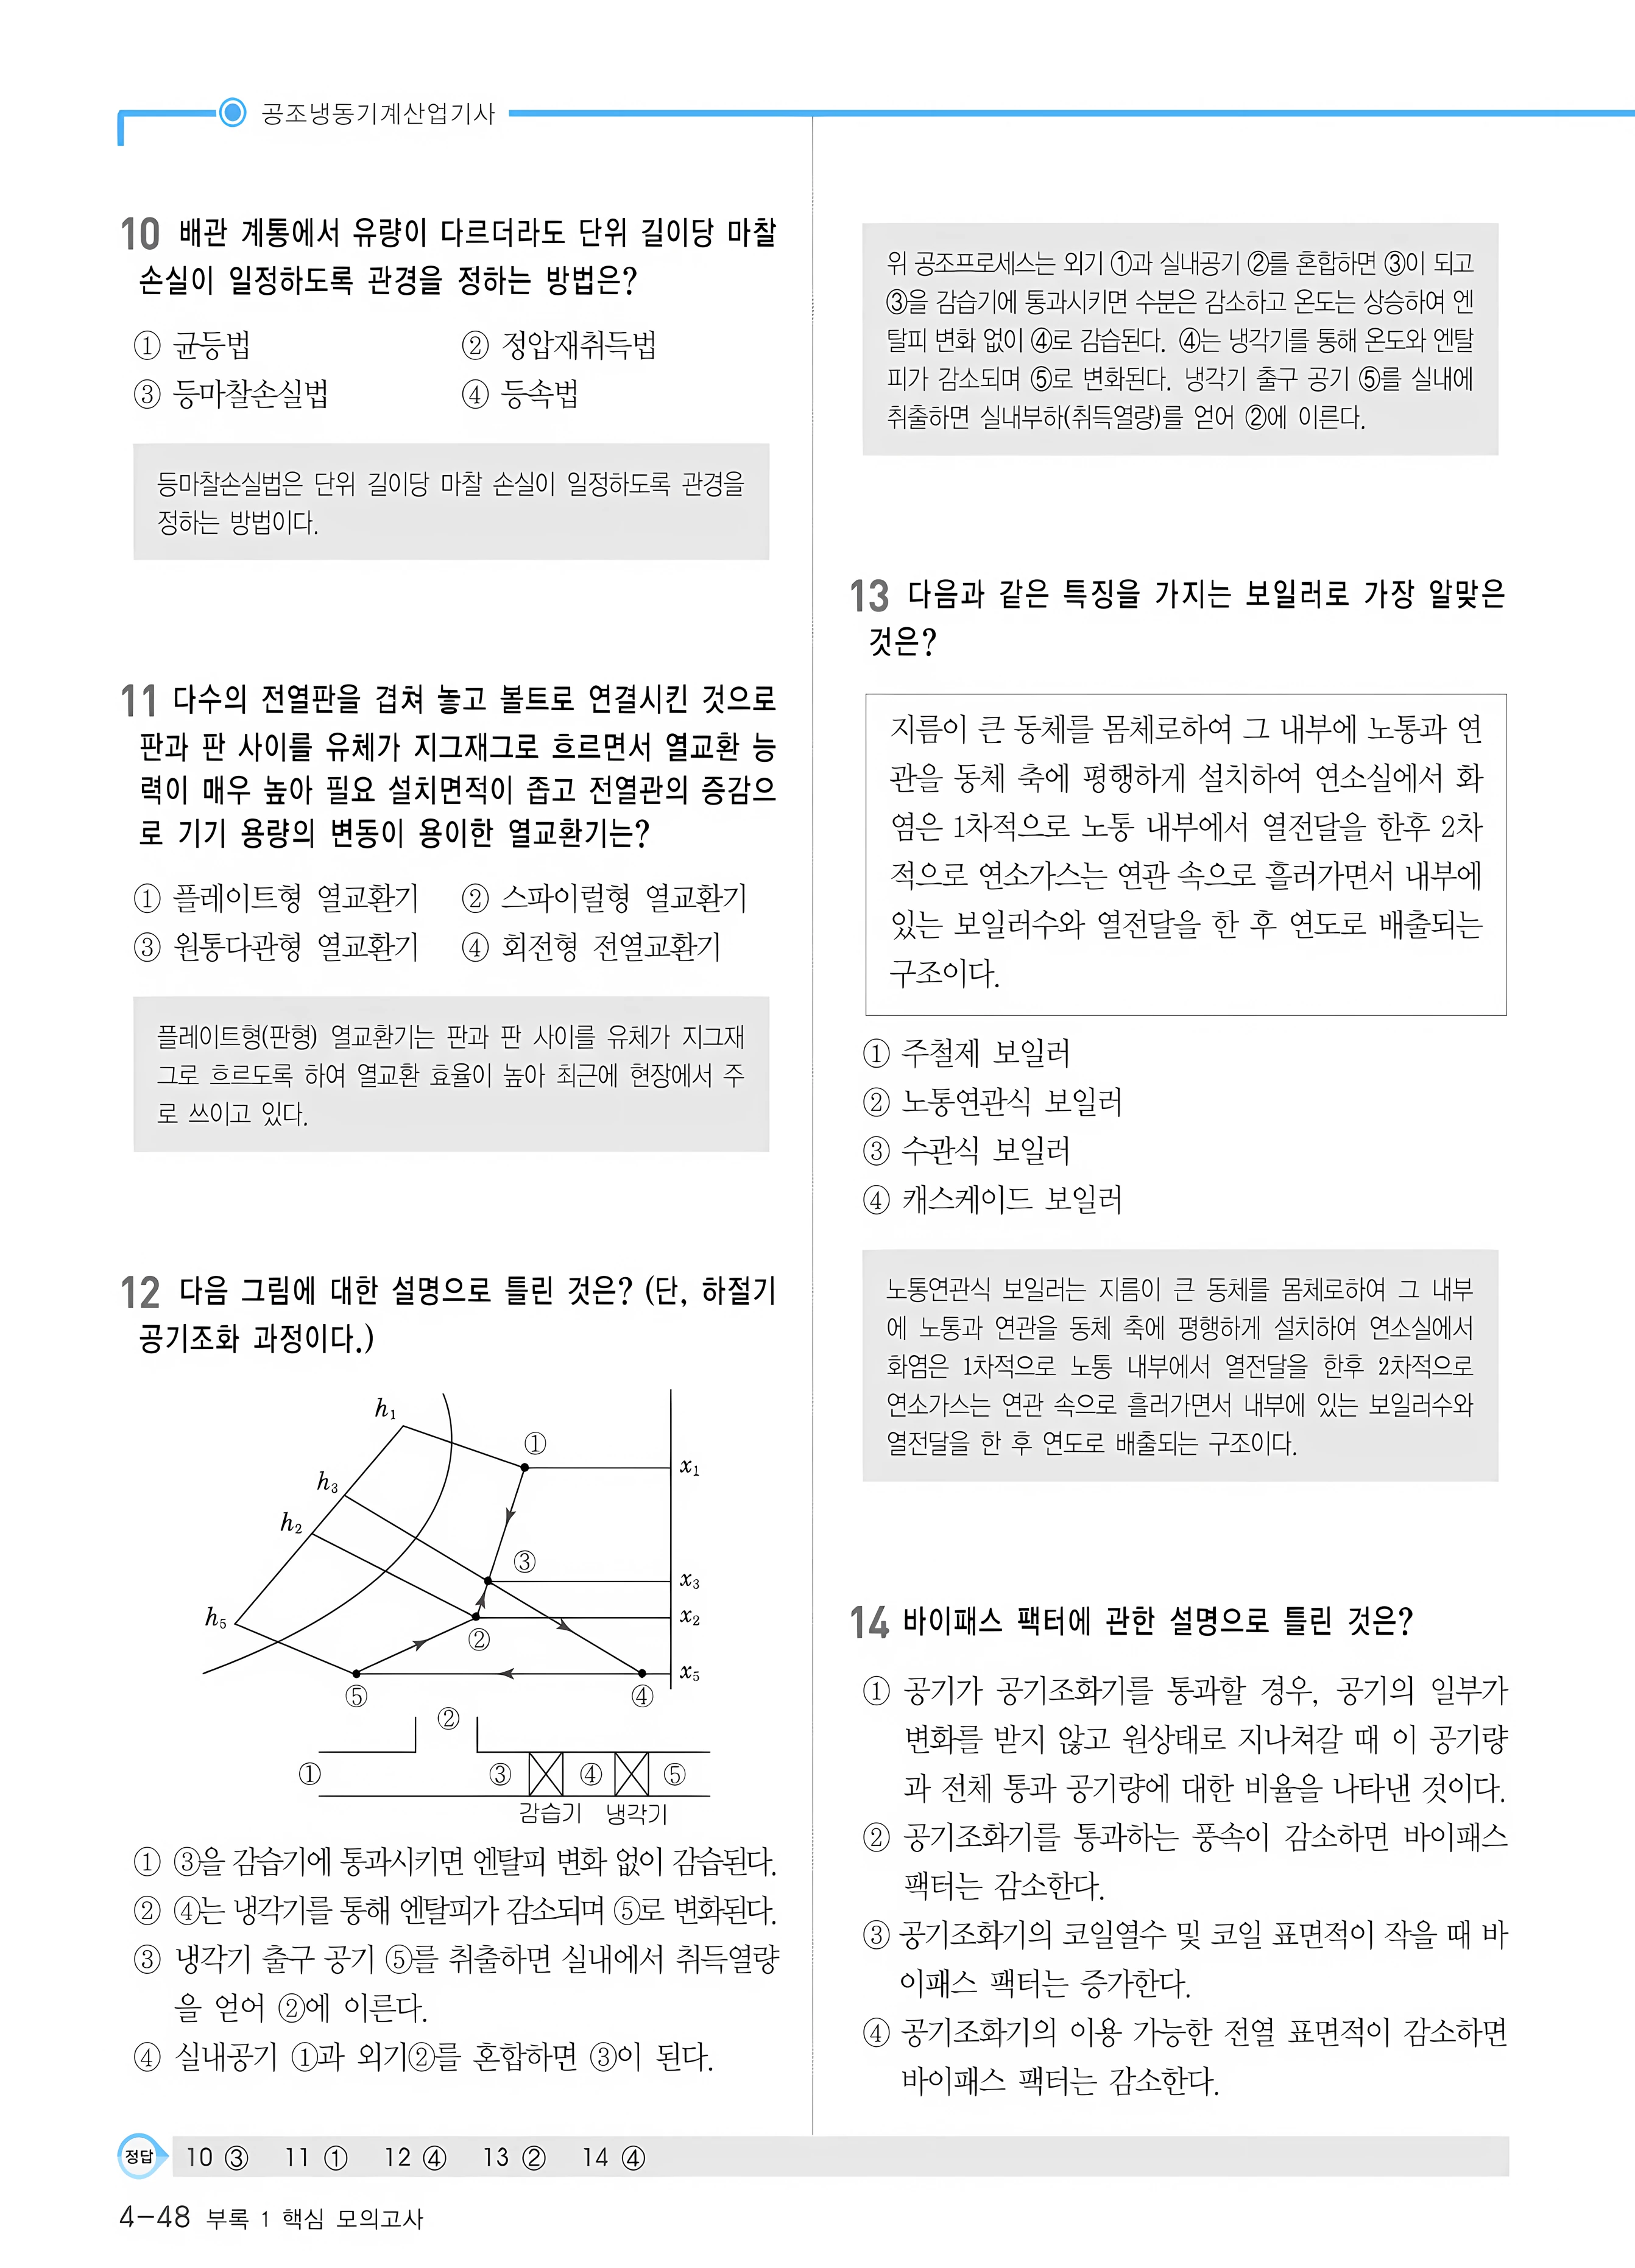 공조냉동기계산업기사
10 배관 계통에서 유량이 다르더라도 단위 길이당 마찰
손실이 일정하도록 관경을 정하는 방법은?
① 균등법 ② 정압재취득법
③ 등마찰손실법 ④ 등속법
등마찰손실법은 단위 길이당 마찰 손실이 일정하도록 관경을
정하는 방법이다.
11 다수의 전열판을 겹쳐 놓고 볼트로 연결시킨 것으로
판과 판 사이를 유체가 지그재그로 흐르면서 열교환 능
력이 매우 높아 필요 설치면적이 좁고 전열관의 증감으
로 기기 용량의 변동이 용이한 열교환기는?
① 플레이트형 열교환기 ② 스파이럴형 열교환기
③ 원통다관형 열교환기 ④ 회전형 전열교환기
플레이트형(판형) 열교환기는 판과 판 사이를 유체가 지그재
그로 흐르도록 하여 열교환 효율이 높아 최근에 현장에서 주
로 쓰이고 있다.
12 다음 그림에 대한 설명으로 틀린 것은? (단, 하절기
공기조화 과정이다.)
h₁
①
x₁
h₃
h₂
③
x₃
h₅
x₂
②
x₅
⑤ ④
②
① ③ ④ ⑤
감습기 냉각기
① ③을 감습기에 통과시키면 엔탈피 변화 없이 감습된다.
② ④는 냉각기를 통해 엔탈피가 감소되며 ⑤로 변화된다.
③ 냉각기 출구 공기 ⑤를 취출하면 실내에서 취득열량
을 얻어 ②에 이른다.
④ 실내공기 ①과 외기②를 혼합하면 ③이 된다.
위 공조프로세스는 외기 ①과 실내공기 ②를 혼합하면 ③이 되고
③을 감습기에 통과시키면 수분은 감소하고 온도는 상승하여 엔
탈피 변화 없이 ④로 감습된다. ④는 냉각기를 통해 온도와 엔탈
피가 감소되며 ⑤로 변화된다. 냉각기 출구 공기 ⑤를 실내에
취출하면 실내부하(취득열량)를 얻어 ②에 이른다.
13 다음과 같은 특징을 가지는 보일러로 가장 알맞은
것은?
지름이 큰 동체를 몸체로하여 그 내부에 노통과 연
관을 동체 축에 평행하게 설치하여 연소실에서 화
염은 1차적으로 노통 내부에서 열전달을 한후 2차
적으로 연소가스는 연관 속으로 흘러가면서 내부에
있는 보일러수와 열전달을 한 후 연도로 배출되는
구조이다.
① 주철제 보일러
② 노통연관식 보일러
③ 수관식 보일러
④ 캐스케이드 보일러
노통연관식 보일러는 지름이 큰 동체를 몸체로하여 그 내부
에 노통과 연관을 동체 축에 평행하게 설치하여 연소실에서
화염은 1차적으로 노통 내부에서 열전달을 한후 2차적으로
연소가스는 연관 속으로 흘러가면서 내부에 있는 보일러수와
열전달을 한 후 연도로 배출되는 구조이다.
14 바이패스 팩터에 관한 설명으로 틀린 것은?
① 공기가 공기조화기를 통과할 경우, 공기의 일부가
변화를 받지 않고 원상태로 지나쳐갈 때 이 공기량
과 전체 통과 공기량에 대한 비율을 나타낸 것이다.
② 공기조화기를 통과하는 풍속이 감소하면 바이패스
팩터는 감소한다.
③ 공기조화기의 코일열수 및 코일 표면적이 작을 때 바
이패스 팩터는 증가한다.
④ 공기조화기의 이용 가능한 전열 표면적이 감소하면
바이패스 팩터는 감소한다.
정답 10 ③ 11 ① 12 ④ 13 ② 14 ④
4-48 부록 1 핵심 모의고사